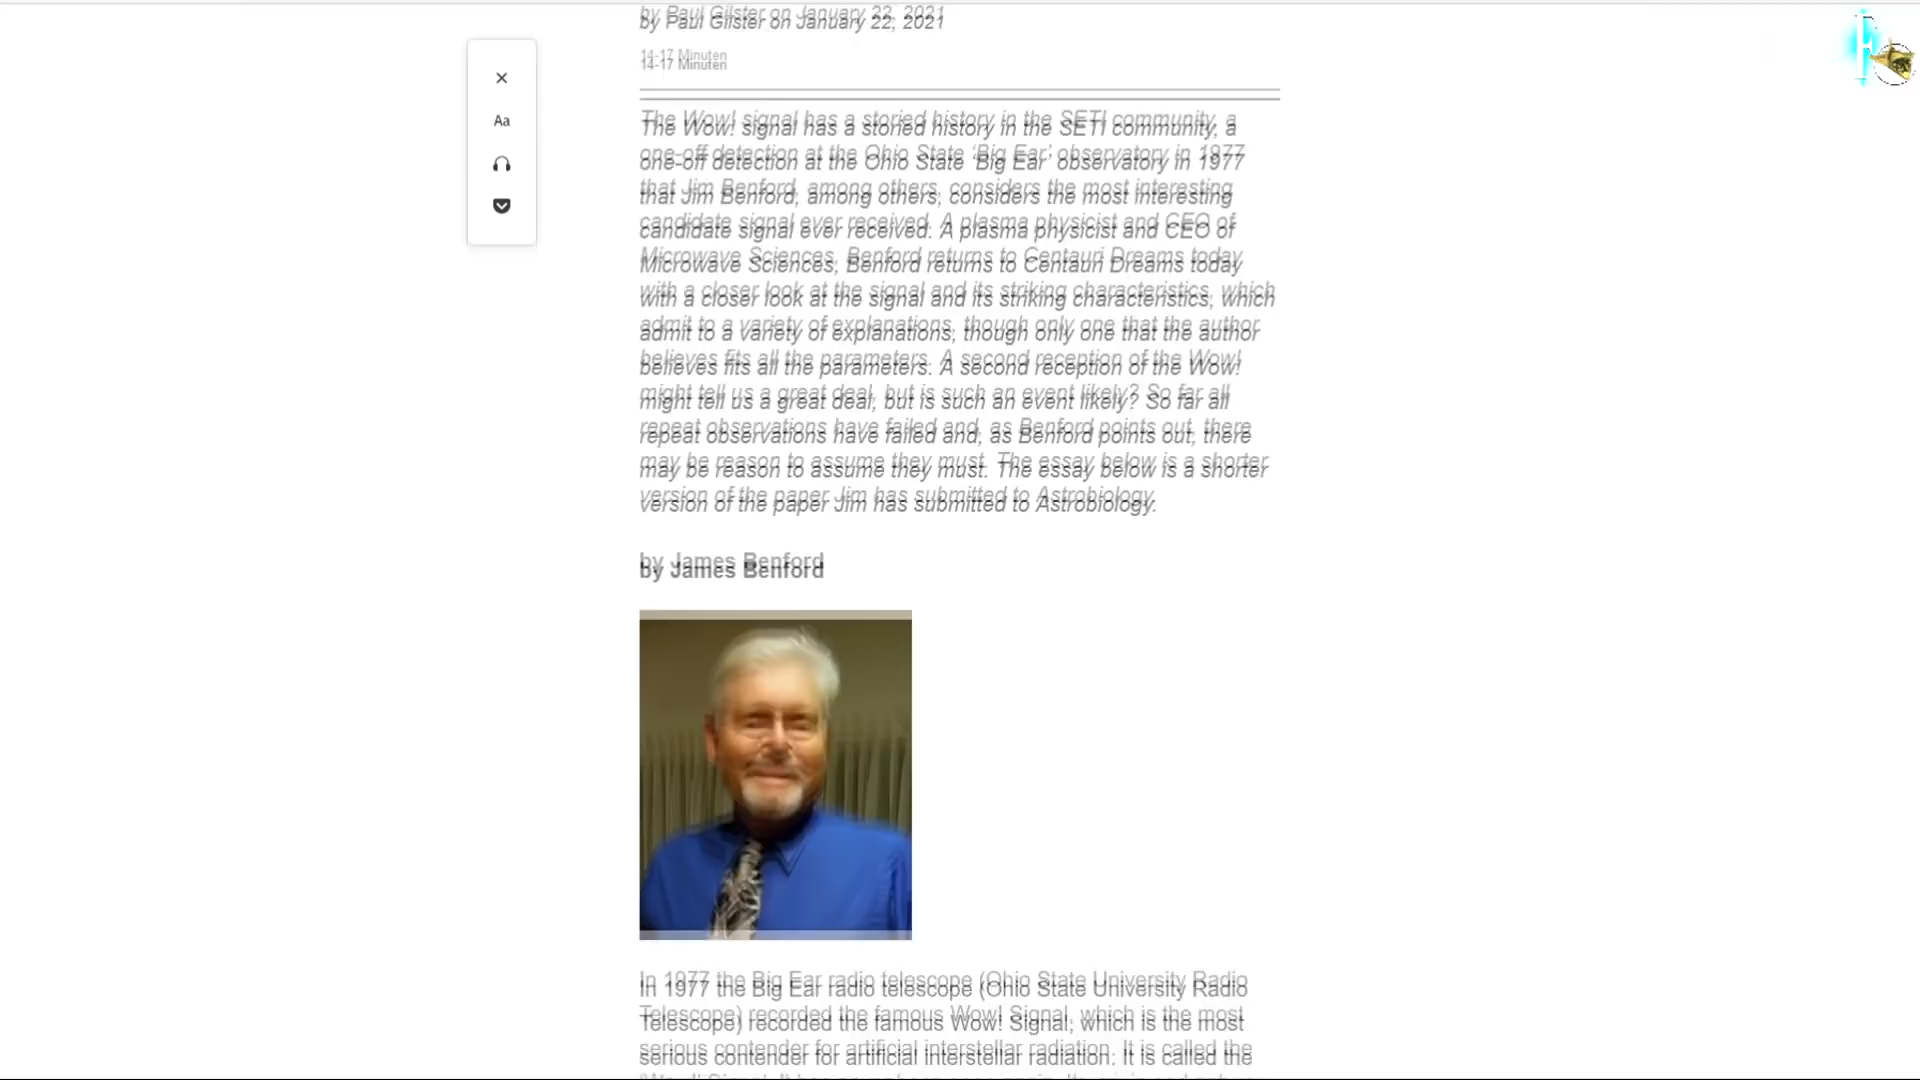 by Paul Gilster on January 22, 2021
14-17 Minuten
Aa
The Wow! signal has a storied history in the SETI community, a
one-off detection at the Ohio State ‘Big Ear’ observatory in 1977
that Jim Benford, among others, considers the most interesting
candidate signal ever received. A plasma physicist and CEO of
Microwave Sciences, Benford returns to Centauri Dreams today
with a closer look at the signal and its striking characteristics, which
admit to a variety of explanations, though only one that the author
believes fits all the parameters. A second reception of the Wow!
might tell us a great deal, but is such an event likely? So far all
repeat observations have failed and, as Benford points out, there
may be reason to assume they must. The essay below is a shorter
version of the paper Jim has submitted to Astrobiology.
by James Benford
In 1977 the Big Ear radio telescope (Ohio State University Radio
Telescope) recorded the famous Wow! Signal, which is the most
serious contender for artificial interstellar radiation. It is called the